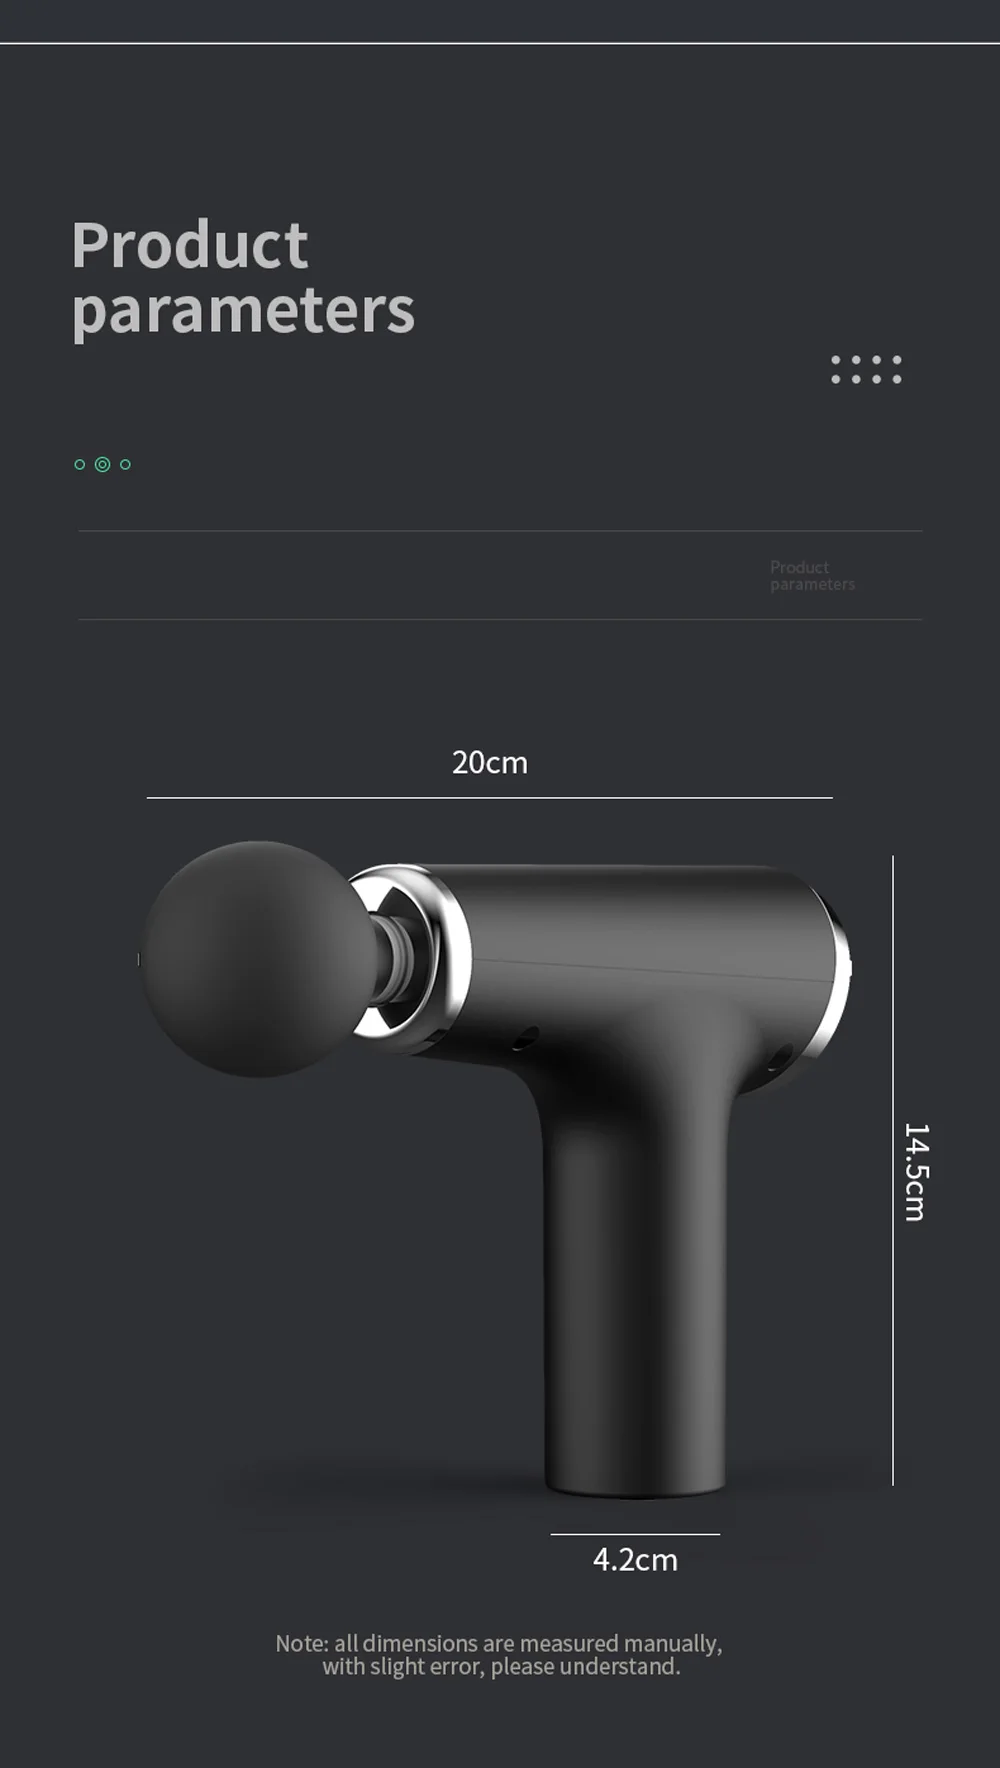 Product
parameters
Product
parameters
20cm
14.5cm
4.2cm
Note: all dimensions are measured manually,
with slight error, please understand.